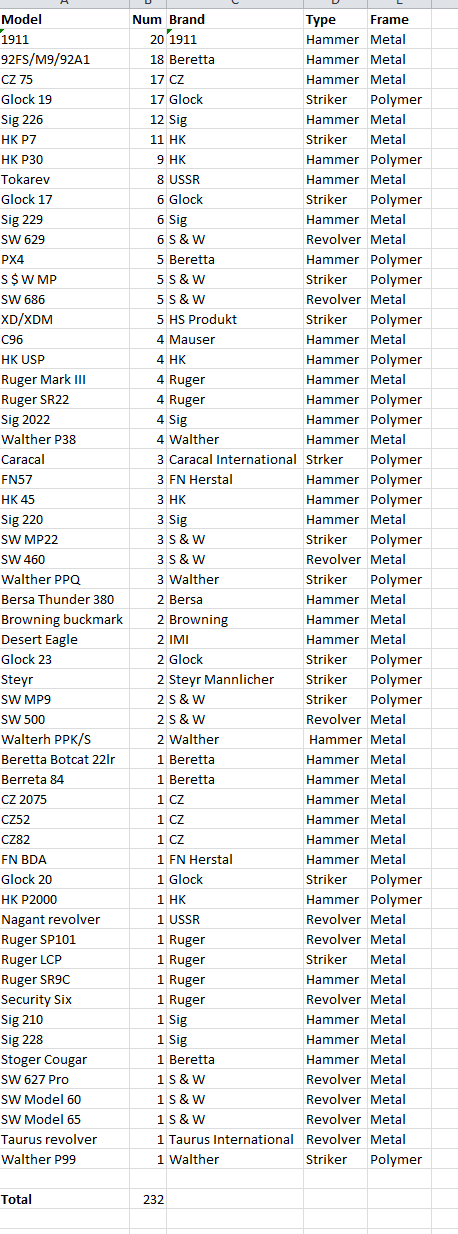 A B C D E
Model Num Brand Type Frame
1911 20 1911 Hammer Metal
92FS/M9/92A1 18 Beretta Hammer Metal
CZ 75 17 CZ Hammer Metal
Glock 19 17 Glock Striker Polymer
Sig 226 12 Sig Hammer Metal
HK P7 11 HK Striker Metal
HK P30 9 HK Hammer Polymer
Tokarev 8 USSR Hammer Metal
Glock 17 6 Glock Striker Polymer
Sig 229 6 Sig Hammer Metal
SW 629 6 S & W Revolver Metal
PX4 5 Beretta Hammer Polymer
S $ W MP 5 S & W Striker Polymer
SW 686 5 S & W Revolver Metal
XD/XDM 5 HS Produkt Striker Polymer
C96 4 Mauser Hammer Metal
HK USP 4 HK Hammer Polymer
Ruger Mark III 4 Ruger Hammer Metal
Ruger SR22 4 Ruger Hammer Polymer
Sig 2022 4 Sig Hammer Polymer
Walther P38 4 Walther Hammer Metal
Caracal 3 Caracal International Strker Polymer
FN57 3 FN Herstal Hammer Polymer
HK 45 3 HK Hammer Polymer
Sig 220 3 Sig Hammer Metal
SW MP22 3 S & W Striker Polymer
SW 460 3 S & W Revolver Metal
Walther PPQ 3 Walther Striker Polymer
Bersa Thunder 380 2 Bersa Hammer Metal
Browning buckmark 2 Browning Hammer Metal
Desert Eagle 2 IMI Hammer Metal
Glock 23 2 Glock Striker Polymer
Steyr 2 Steyr Mannlicher Striker Polymer
SW MP9 2 S & W Striker Polymer
SW 500 2 S & W Revolver Metal
Walterh PPK/S 2 Walther Hammer Metal
Beretta Botcat 22lr 1 Beretta Hammer Metal
Berreta 84 1 Beretta Hammer Metal
CZ 2075 1 CZ Hammer Metal
CZ52 1 CZ Hammer Metal
CZ82 1 CZ Hammer Metal
FN BDA 1 FN Herstal Hammer Metal
Glock 20 1 Glock Striker Polymer
HK P2000 1 HK Hammer Polymer
Nagant revolver 1 USSR Revolver Metal
Ruger SP101 1 Ruger Revolver Metal
Ruger LCP 1 Ruger Striker Metal
Ruger SR9C 1 Ruger Hammer Metal
Security Six 1 Ruger Revolver Metal
Sig 210 1 Sig Hammer Metal
Sig 228 1 Sig Hammer Metal
Stoger Cougar 1 Beretta Hammer Metal
SW 627 Pro 1 S & W Revolver Metal
SW Model 60 1 S & W Revolver Metal
SW Model 65 1 S & W Revolver Metal
Taurus revolver 1 Taurus International Revolver Metal
Walther P99 1 Walther Striker Polymer
Total 232